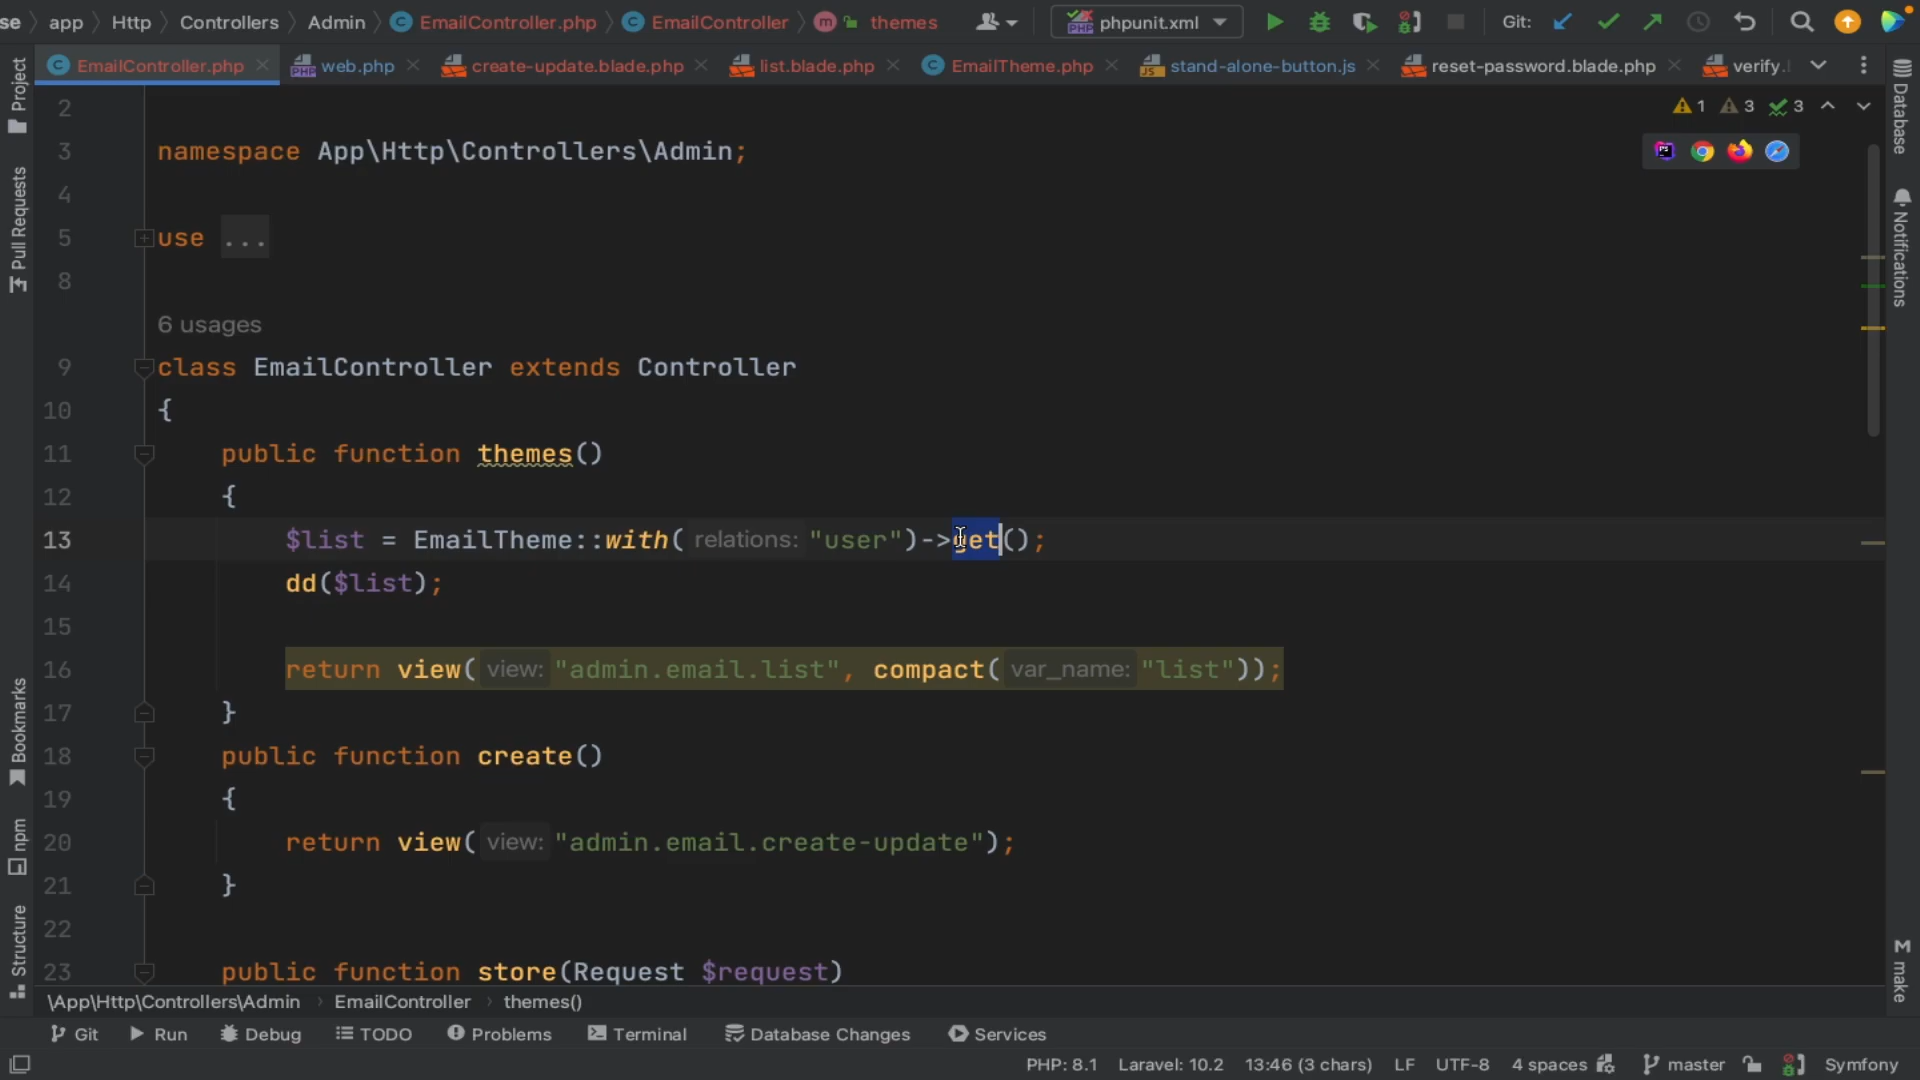 se app Http Controllers Admin EmailController.php EmailController m themes phpunit.xml Git:
EmailController.php web.php create-update.blade.php list.blade.php EmailTheme.php stand-alone-button.js reset-password.blade.php verify.
1 3 3
Project
Pull Requests
Bookmarks
npm
Structure
Database
Notifications
make
2
3 namespace App\Http\Controllers\Admin;
4
5 use ...
8
6 usages
9 class EmailController extends Controller
10 {
11 public function themes()
12 {
13 $list = EmailTheme::with( relations: "user")->get();
14 dd($list);
15
16 return view( view: "admin.email.list", compact( var_name: "list"));
17 }
18 public function create()
19 {
20 return view( view: "admin.email.create-update");
21 }
22
23 public function store(Request $request)
\App\Http\Controllers\Admin EmailController themes()
Git Run Debug TODO Problems Terminal Database Changes Services
PHP: 8.1 Laravel: 10.2 13:46 (3 chars) LF UTF-8 4 spaces master Symfony